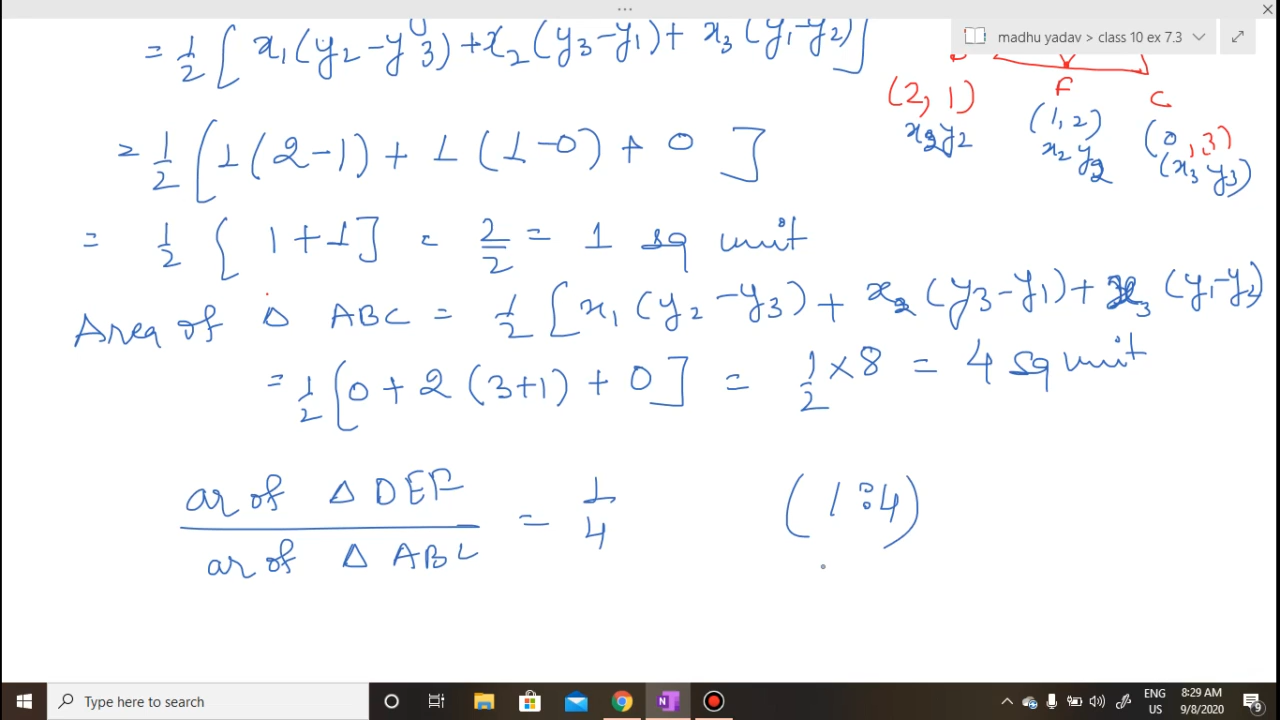 madhu yadav > class 10 ex 7.3
= 1/2 [ x₁(y₂-y₃) + x₂(y₃-y₁) + x₃(y₁-y₂) ]
F
C
(2, 1)
(1, 2)
(0, 3)
x₂y₂
x₂ y₂
(x₃ y₃)
= 1/2 [ 1(2-1) + 1(1-0) + 0 ]
= 1/2 [ 1+1 ] = 2/2 = 1 sq unit
Area of Δ ABC = 1/2 [ x₁(y₂-y₃) + x₂(y₃-y₁) + x₃(y₁-y₂)
= 1/2 [ 0 + 2(3+1) + 0 ] = 1/2 × 8 = 4 sq unit
ar of Δ DEF / ar of Δ ABC = 1/4 (1:4)
Type here to search
ENG
US
8:29 AM
9/8/2020
9